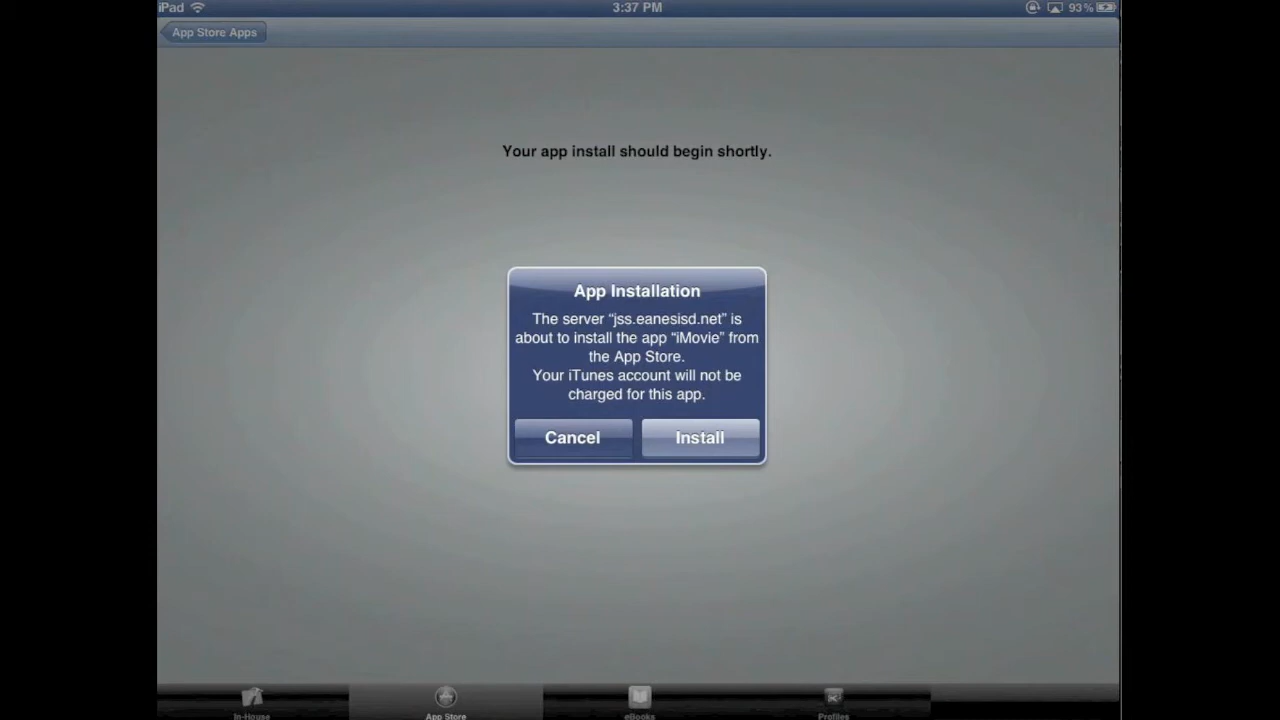 iPad 3:37 PM 93%
App Store Apps
Your app install should begin shortly.
App Installation
The server “jss.eanesisd.net” is
about to install the app “iMovie” from
the App Store.
Your iTunes account will not be
charged for this app.
Cancel Install
In-House App Store eBooks Profiles